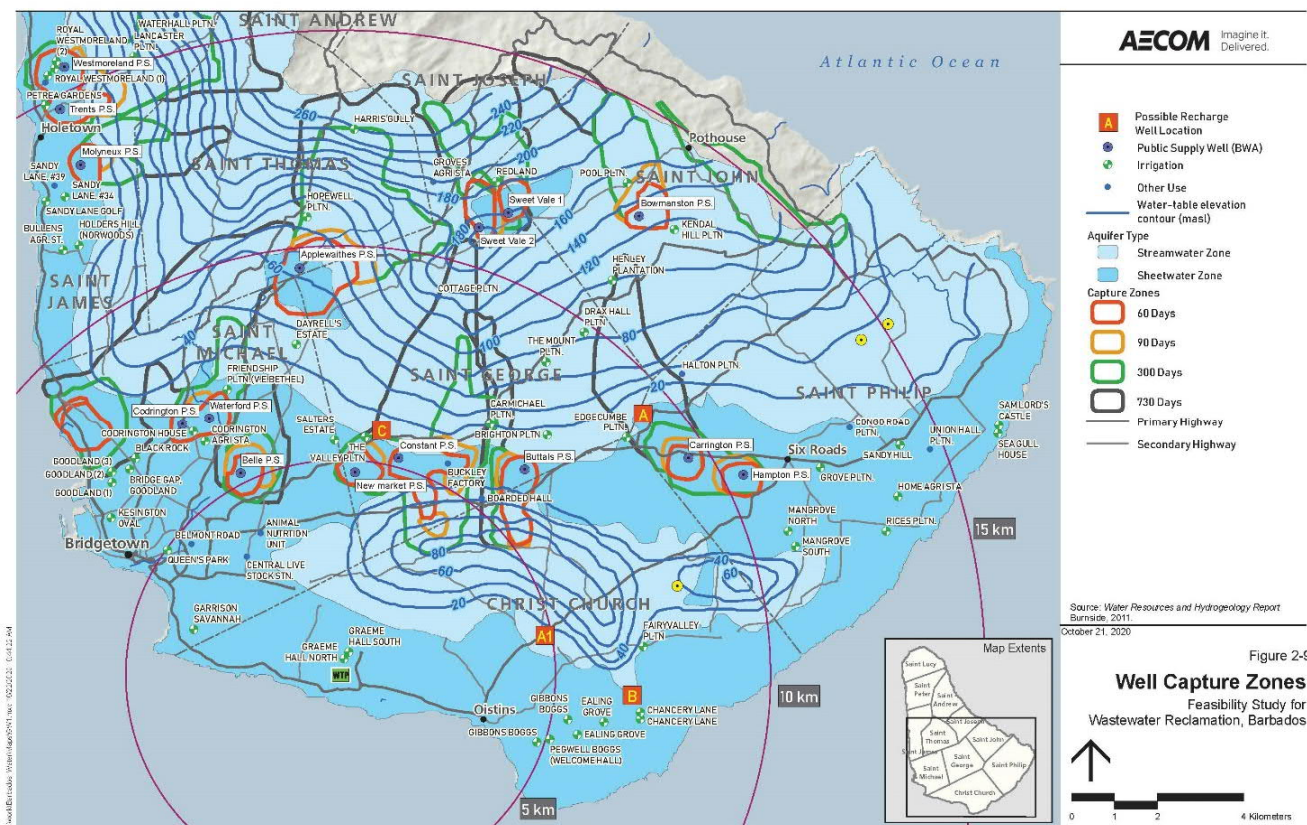 SAINT ANDREW
WATERHALL PLTN.
LANCASTER
PLTN.
ROYAL
WESTMORELAND
(2)
Westmoreland P.S.
ROYAL WESTMORELAND (1)
PETREA GARDENS
Trents P.S.
Holetown
Molyneux P.S.
SANDY
LANE, #39
SANDY
LANE, #34
SANDY LANE GOLF
BULLENS
AGR. ST.
HOLDERS HILL
(NORWOODS)
SAINT
JAMES
SAINT THOMAS
HARRIS GULLY
HOPEWELL
PLTN
Applewaithes P.S.
260
240
220
200
180
180
160
140
120
100
80
60
40
20
SAINT JOSEPH
GROVES
AGRI STA
REDLAND
Sweet Vale 1
Sweet Vale 2
COTTAGE PLTN.
Atlantic Ocean
Pothouse
POOL PLTN.
SAINT JOHN
Bowmanston P.S.
KENDAL
HILL PLTN
HENLEY
PLANTATION
DRAX HALL
PLTN
THE MOUNT
PLTN.
HALTON PLTN.
DAYRELL'S
ESTATE
SAINT
MICHAEL
FRIENDSHIP
PLTN (VIEBETHEL)
SAINT GEORGE
SAINT PHILIP
Codrington P.S.
Waterford P.S.
CODRINGTON HOUSE
CODRINGTON
AGRI STA
BLACK ROCK
SALTERS
ESTATE
C
THE
VALLEY PLTN.
Constant P.S.
CARMICHAEL
PLTN.
BRIGHTON PLTN
EDGECUMBE
PLTN.
A
CONGO ROAD
PLTN.
SANDY HILL
UNION HALL
PLTN.
SAM LORD'S
CASTLE
SEAGULL
HOUSE
GOODLAND (3)
GOODLAND (2)
GOODLAND (1)
BRIDGE GAP,
GOODLAND
Belle P.S.
New market P.S.
BUCKLEY
FACTORY
Buttals P.S.
BOARDED HALL
Carrington P.S.
Hampton P.S.
Six Roads
GROVE PLTN.
HOME AGRI STA
KESINGTON
OVAL
Bridgetown
BELMONT ROAD
QUEEN'S PARK
ANIMAL
NUTRITION
UNIT
CENTRAL LIVE
STOCK STN.
MANGROVE
NORTH
MANGROVE
SOUTH
RICES PLTN.
15 km
80
60
20
40
60
40
CHRIST CHURCH
GARRISON
SAVANNAH
GRAEME
HALL SOUTH
GRAEME
HALL NORTH
WTP
A1
FAIRYVALLEY
PLTN
B
10 km
Oistins
GIBBONS
BOGGS
EALING
GROVE
CHANCERY LANE
CHANCERY LANE
GIBBONS BOGGS
EALING GROVE
PEGWELL BOGGS
(WELCOME HALL)
5 km
Map Extents
Saint Lucy
Saint
Peter
Saint
Andrew
Saint Joseph
Saint
Thomas
Saint John
Saint James
Saint
George
Saint Philip
Saint
Michael
Christ Church
AECOM
Imagine it.
Delivered.
A
Possible Recharge
Well Location
Public Supply Well (BWA)
Irrigation
Other Use
Water-table elevation
contour (masl)
Aquifer Type
Streamwater Zone
Sheetwater Zone
Capture Zones
60 Days
90 Days
300 Days
730 Days
Primary Highway
Secondary Highway
Source: Water Resources and Hydrogeology Report
Burnside, 2011.
October 21, 2020
Figure 2-9
Well Capture Zones
Feasibility Study for
Wastewater Reclamation, Barbados
0 1 2 4 Kilometers